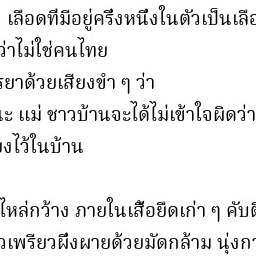 เลือดที่มีอยู่ครึ่งหนึ่งในตัวเป็นเลือ
ว่าไม่ใช่คนไทย
รยาด้วยเสียงขำ ๆ ว่า
นะ แม่ ชาวบ้านจะได้ไม่เข้าใจผิดว่า
ยงไว้ในบ้าน
ไหล่กว้าง ภายในเสื้อยืดเก่า ๆ คับติ
วเพรียวผึ่งผายด้วยมัดกล้าม นุ่งกา